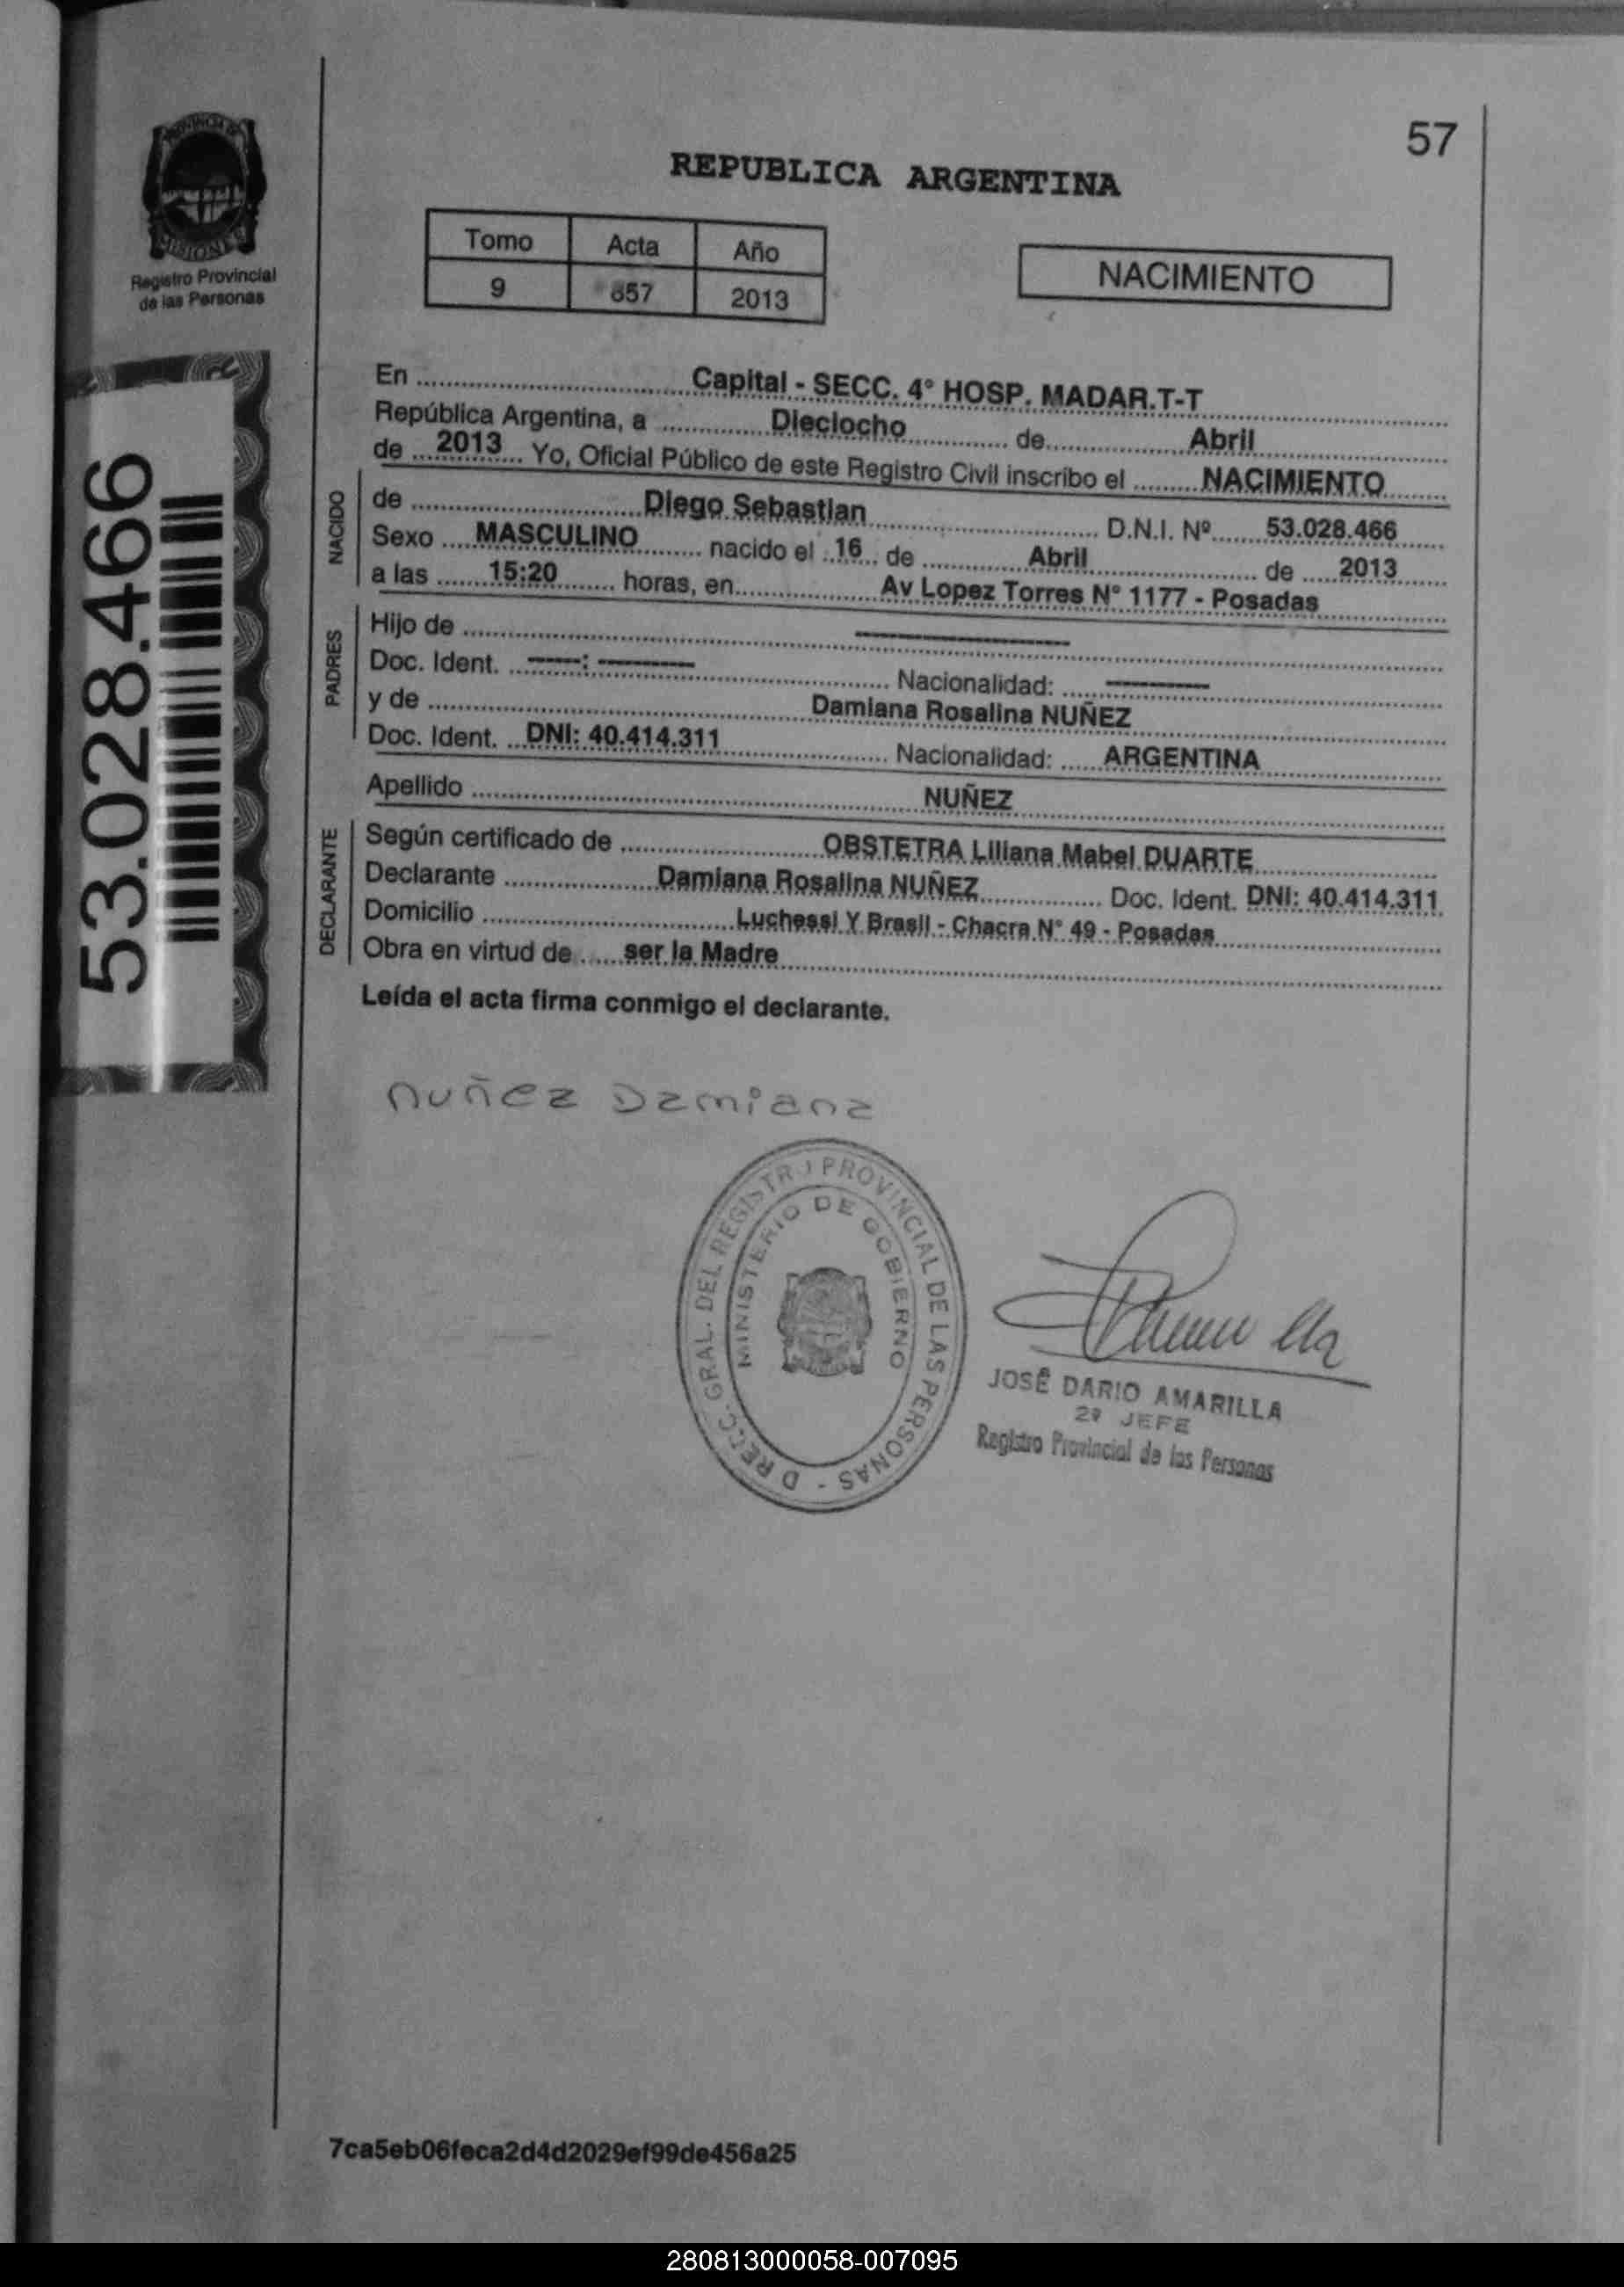 57
PROVINCIA DE
MISIONES
Registro Provincial
de las Personas
REPUBLICA ARGENTINA
Tomo Acta Año
9 857 2013
NACIMIENTO
53.028.466
En Capital - SECC. 4° HOSP. MADAR.T-T
República Argentina, a Dieciocho de Abril
de 2013 Yo, Oficial Público de este Registro Civil inscribo el NACIMIENTO
NACIDO
de Diego Sebastian D.N.I. Nº 53.028.466
Sexo MASCULINO nacido el 16 de Abril de 2013
a las 15:20 horas, en Av Lopez Torres N° 1177 - Posadas
PADRES
Hijo de ----------
Doc. Ident. -----: --------- Nacionalidad: ----------
y de Damiana Rosalina NUÑEZ
Doc. Ident. DNI: 40.414.311 Nacionalidad: ARGENTINA
Apellido NUÑEZ
DECLARANTE
Según certificado de OBSTETRA Liliana Mabel DUARTE
Declarante Damiana Rosalina NUÑEZ Doc. Ident. DNI: 40.414.311
Domicilio Luchessi Y Brasil - Chacra N° 49 - Posadas
Obra en virtud de ser la Madre
Leída el acta firma conmigo el declarante.
nuñez Damiana
DIRECC. GRAL. DEL REGISTRO PROVINCIAL DE LAS PERSONAS -
MINISTERIO DE GOBIERNO
JOSÉ DARIO AMARILLA
2º JEFE
Registro Provincial de las Personas
7ca5eb06feca2d4d2029ef99de456a25
280813000058-007095